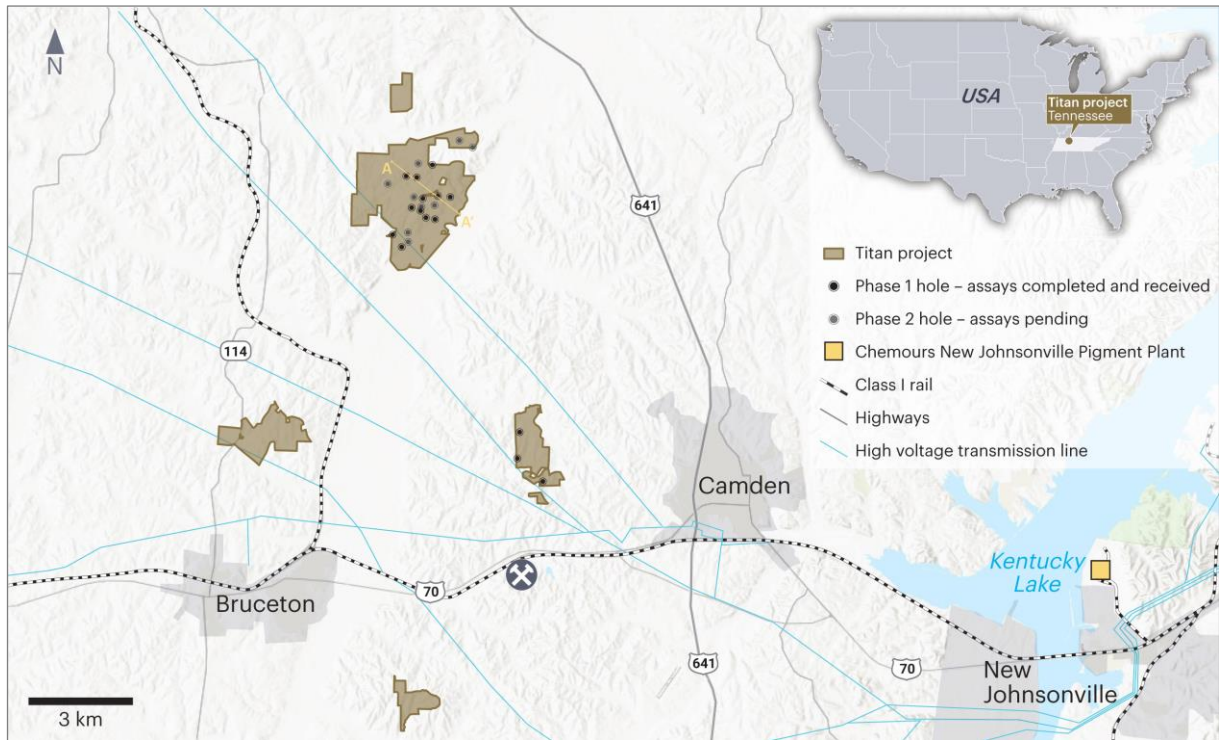 N
USA
Titan project
Tennessee
A
A'
641
Titan project
Phase 1 hole – assays completed and received
Phase 2 hole – assays pending
Chemours New Johnsonville Pigment Plant
Class I rail
Highways
High voltage transmission line
114
Camden
Kentucky
Lake
70
Bruceton
641
70
New
Johnsonville
3 km